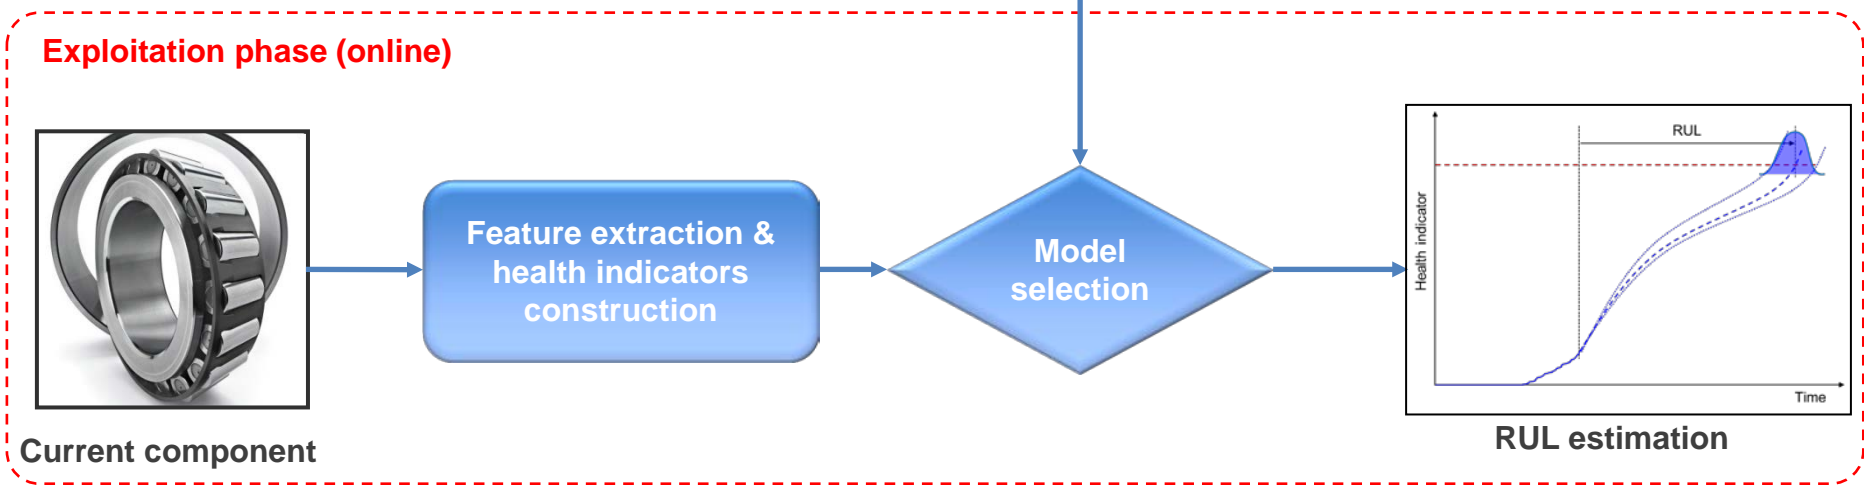 Exploitation phase (online)
Feature extraction &
health indicators
construction
Model
selection
RUL
Health indicator
Time
Current component
RUL estimation